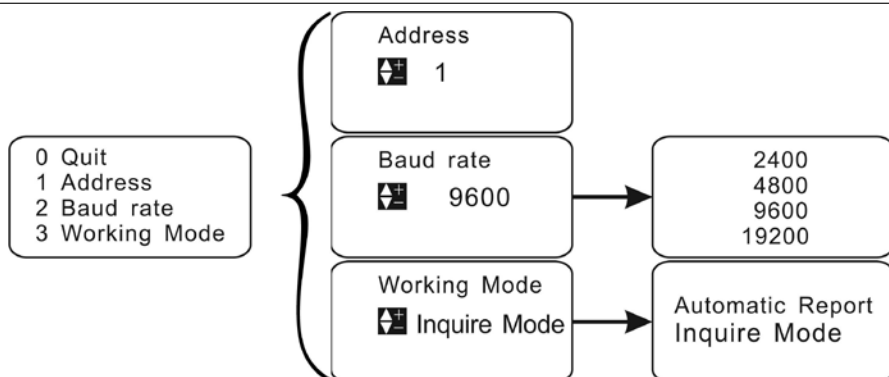 0 Quit
1 Address
2 Baud rate
3 Working Mode
Address
+
− 1
Baud rate
+
− 9600
2400
4800
9600
19200
Working Mode
+
− Inquire Mode
Automatic Report
Inquire Mode